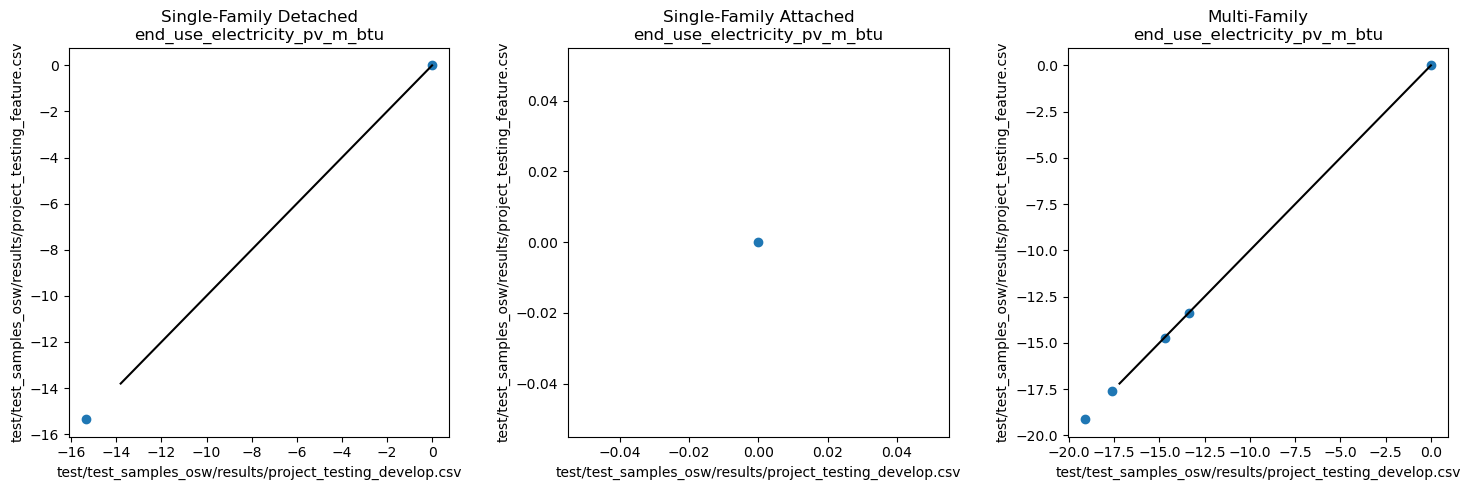 Single-Family Detached
end_use_electricity_pv_m_btu
test/test_samples_osw/results/project_testing_feature.csv
0
−2
−4
−6
−8
−10
−12
−14
−16
−16 −14 −12 −10 −8 −6 −4 −2 0
test/test_samples_osw/results/project_testing_develop.csv
Single-Family Attached
end_use_electricity_pv_m_btu
test/test_samples_osw/results/project_testing_feature.csv
0.04
0.02
0.00
−0.02
−0.04
−0.04 −0.02 0.00 0.02 0.04
test/test_samples_osw/results/project_testing_develop.csv
Multi-Family
end_use_electricity_pv_m_btu
test/test_samples_osw/results/project_testing_feature.csv
0.0
−2.5
−5.0
−7.5
−10.0
−12.5
−15.0
−17.5
−20.0
−20.0 −17.5 −15.0 −12.5 −10.0 −7.5 −5.0 −2.5 0.0
test/test_samples_osw/results/project_testing_develop.csv